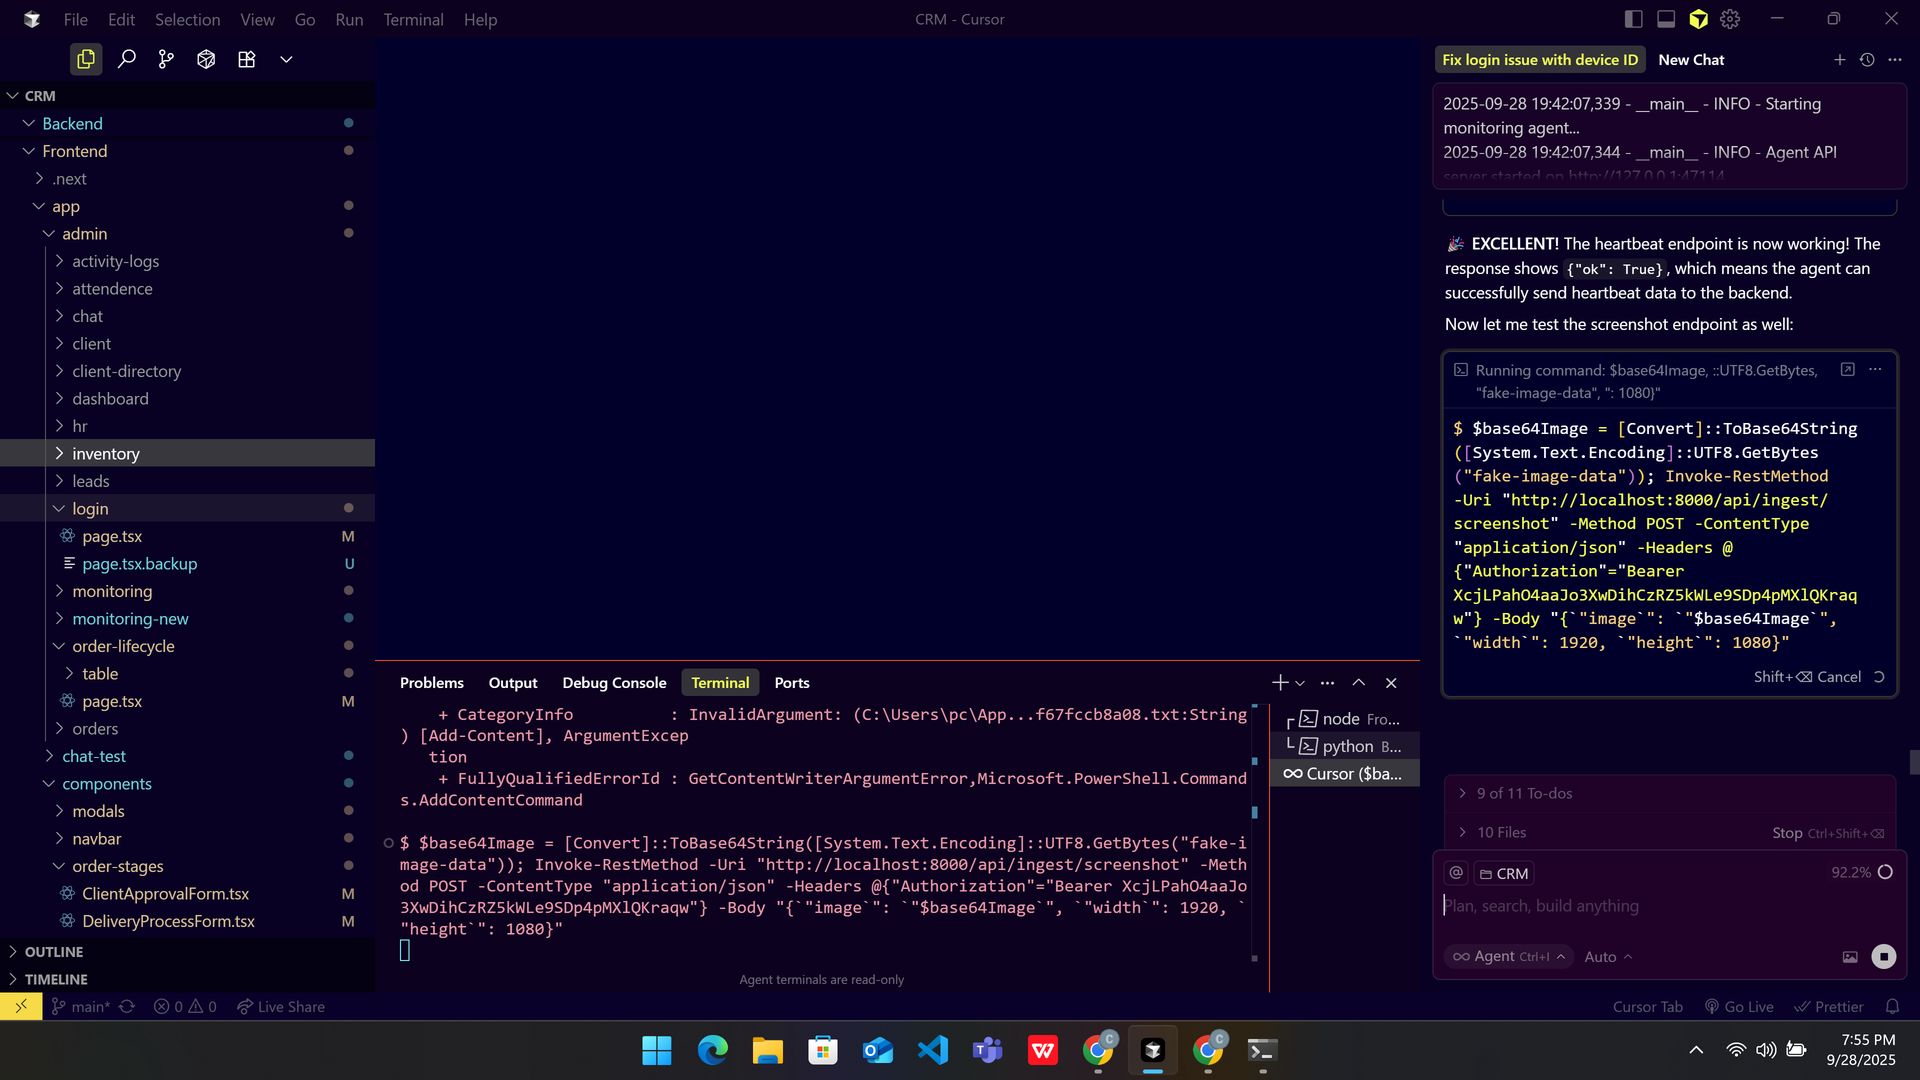 File Edit Selection View Go Run Terminal Help
CRM - Cursor
CRM
Backend
Frontend
.next
app
admin
activity-logs
attendence
chat
client
client-directory
dashboard
hr
inventory
leads
login
page.tsx M
page.tsx.backup U
monitoring
monitoring-new
order-lifecycle
table
page.tsx M
orders
chat-test
components
modals
navbar
order-stages
ClientApprovalForm.tsx M
DeliveryProcessForm.tsx M
OUTLINE
TIMELINE
Problems Output Debug Console Terminal Ports
+ CategoryInfo : InvalidArgument: (C:\Users\pc\App...f67fccb8a08.txt:String
) [Add-Content], ArgumentExcep
tion
+ FullyQualifiedErrorId : GetContentWriterArgumentError,Microsoft.PowerShell.Command
s.AddContentCommand
$ $base64Image = [Convert]::ToBase64String([System.Text.Encoding]::UTF8.GetBytes("fake-i
mage-data")); Invoke-RestMethod -Uri "http://localhost:8000/api/ingest/screenshot" -Meth
od POST -ContentType "application/json" -Headers @{"Authorization"="Bearer XcjLPahO4aaJo
3XwDihCzRZ5kWLe9SDp4pMXlQKraqw"} -Body "{`"image`": `"$base64Image`", `"width`": 1920, `
"height`": 1080}"
Agent terminals are read-only
node Fro...
python B...
Cursor ($ba...
Fix login issue with device ID New Chat
2025-09-28 19:42:07,339 - __main__ - INFO - Starting
monitoring agent...
2025-09-28 19:42:07,344 - __main__ - INFO - Agent API
server started on http://127.0.0.1:47114
🎉 EXCELLENT! The heartbeat endpoint is now working! The
response shows {"ok": True}, which means the agent can
successfully send heartbeat data to the backend.
Now let me test the screenshot endpoint as well:
Running command: $base64Image, ::UTF8.GetBytes,
"fake-image-data", ": 1080}"
$ $base64Image = [Convert]::ToBase64String
([System.Text.Encoding]::UTF8.GetBytes
("fake-image-data")); Invoke-RestMethod
-Uri "http://localhost:8000/api/ingest/
screenshot" -Method POST -ContentType
"application/json" -Headers @
{"Authorization"="Bearer
XcjLPahO4aaJo3XwDihCzRZ5kWLe9SDp4pMXlQKraq
w"} -Body "{`"image`": `"$base64Image`",
`"width`": 1920, `"height`": 1080}"
Shift+⌫ Cancel
9 of 11 To-dos
10 Files Stop Ctrl+Shift+⌫
@ CRM 92.2%
Plan, search, build anything
Agent Ctrl+I Auto
main* 0 0 Live Share
Cursor Tab Go Live Prettier
7:55 PM
9/28/2025